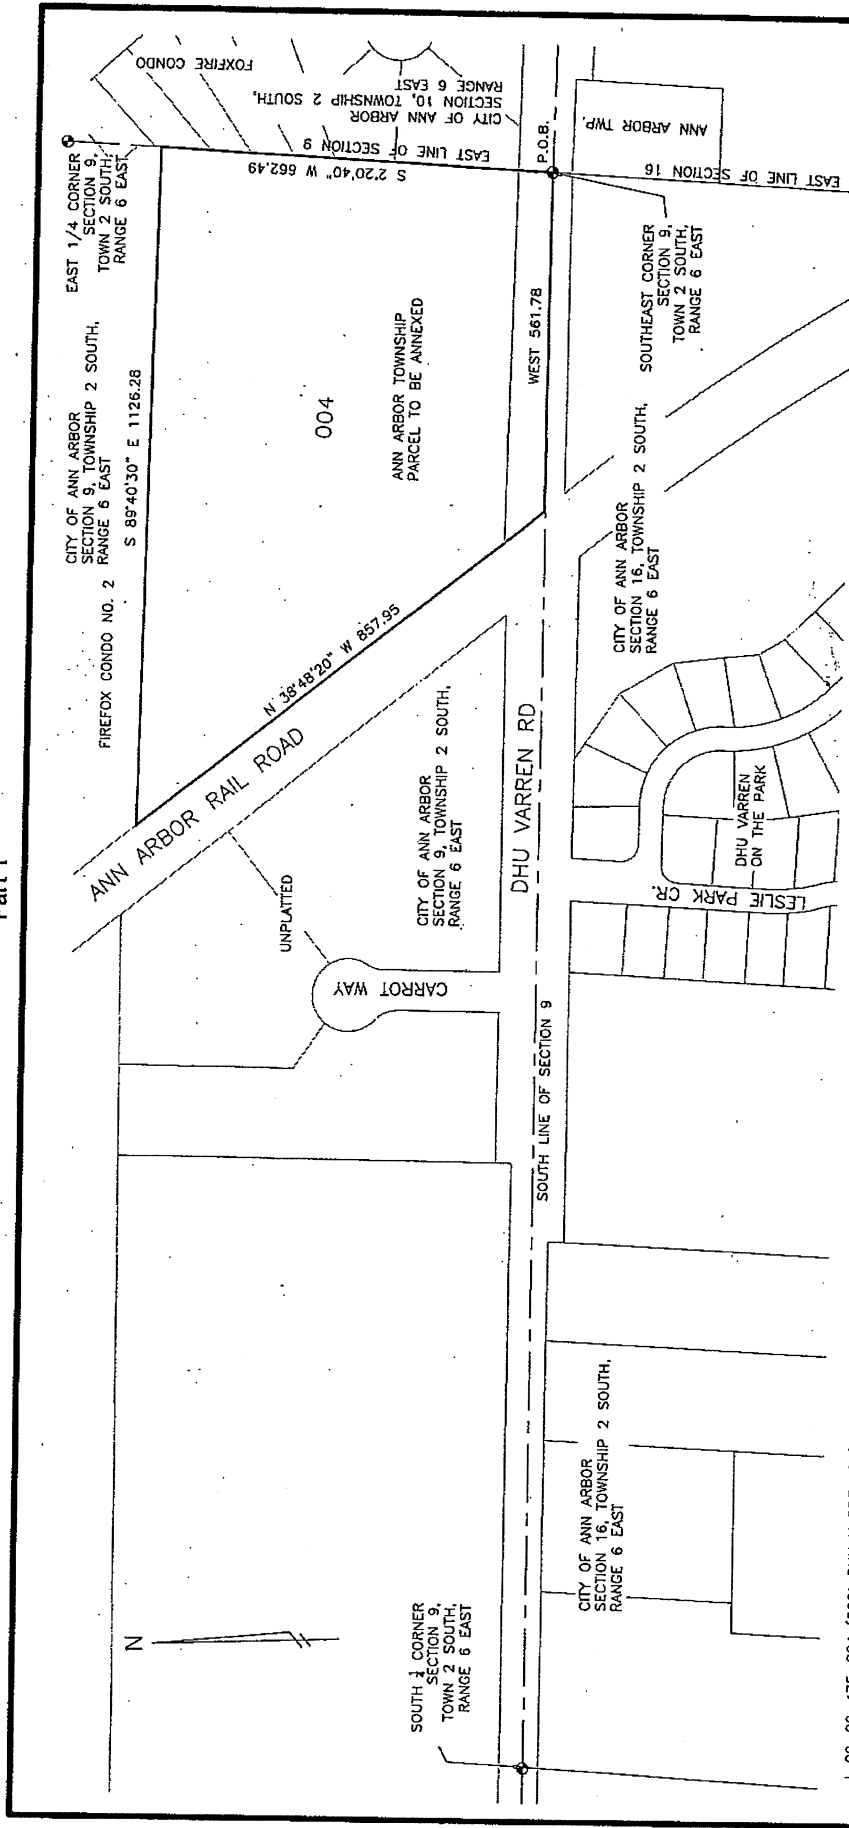 Part I
EAST 1/4 CORNER
SECTION 9,
TOWN 2 SOUTH,
RANGE 6 EAST
FOXFIRE CONDO
CITY OF ANN ARBOR
SECTION 10, TOWNSHIP 2 SOUTH,
RANGE 6 EAST
EAST LINE OF SECTION 9
S 2°20'40" W 662.49
P.O.B.
ANN ARBOR TWP.
EAST LINE OF SECTION 16
CITY OF ANN ARBOR
SECTION 9, TOWNSHIP 2 SOUTH,
RANGE 6 EAST
FIREFOX CONDO NO. 2
S 89°40'30" E 1126.28
004
ANN ARBOR TOWNSHIP
PARCEL TO BE ANNEXED
WEST 561.78
SOUTHEAST CORNER
SECTION 9,
TOWN 2 SOUTH,
RANGE 6 EAST
N 38°48'20" W 857.95
ANN ARBOR RAIL ROAD
CITY OF ANN ARBOR
SECTION 16, TOWNSHIP 2 SOUTH,
RANGE 6 EAST
UNPLATTED
CITY OF ANN ARBOR
SECTION 9, TOWNSHIP 2 SOUTH,
RANGE 6 EAST
DHU VARREN RD
DHU VARREN
ON THE PARK
LESLIE PARK CR.
CARROT WAY
SOUTH LINE OF SECTION 9
N
SOUTH 1/4 CORNER
SECTION 9,
TOWN 2 SOUTH,
RANGE 6 EAST
CITY OF ANN ARBOR
SECTION 16, TOWNSHIP 2 SOUTH,
RANGE 6 EAST